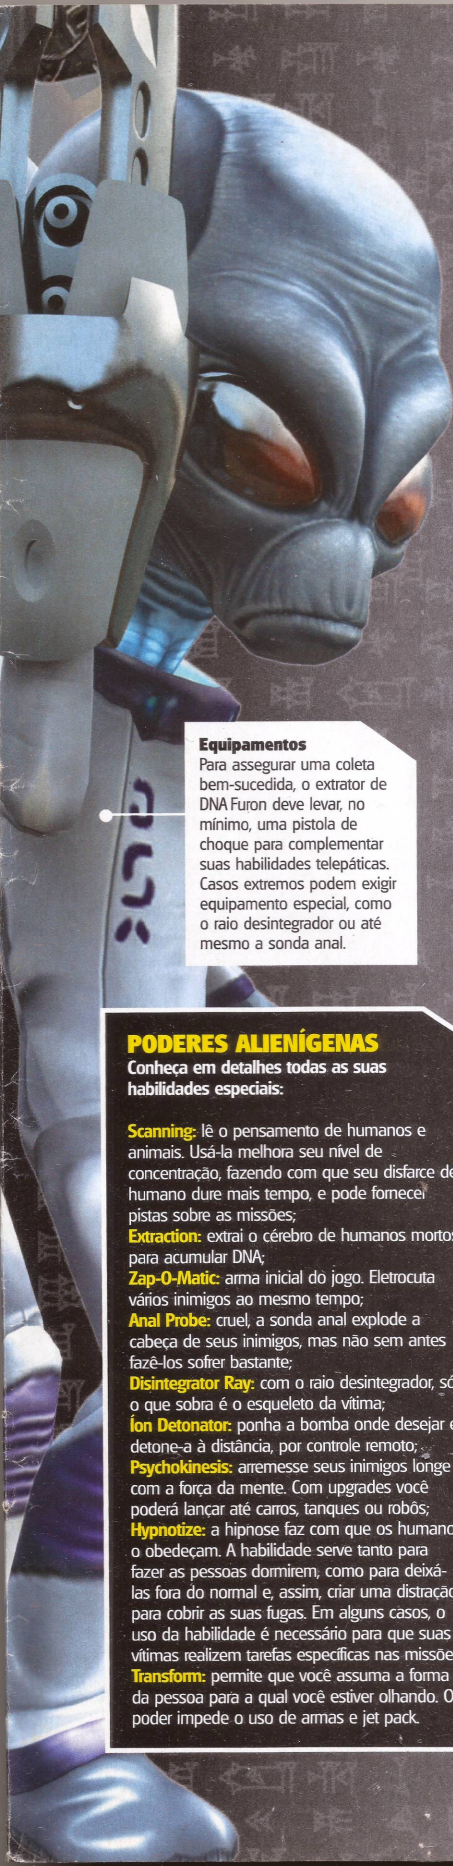 Equipamentos
Para assegurar uma coleta
bem-sucedida, o extrator de
DNA Furon deve levar, no
mínimo, uma pistola de
choque para complementar
suas habilidades telepáticas.
Casos extremos podem exigir
equipamento especial, como
o raio desintegrador ou até
mesmo a sonda anal.
PODERES ALIENÍGENAS
Conheça em detalhes todas as suas
habilidades especiais:
Scanning: lê o pensamento de humanos e
animais. Usá-la melhora seu nível de
concentração, fazendo com que seu disfarce de
humano dure mais tempo, e pode fornecer
pistas sobre as missões;
Extraction: extrai o cérebro de humanos mortos
para acumular DNA;
Zap-O-Matic: arma inicial do jogo. Eletrocuta
vários inimigos ao mesmo tempo;
Anal Probe: cruel, a sonda anal explode a
cabeça de seus inimigos, mas não sem antes
fazê-los sofrer bastante;
Disintegrator Ray: com o raio desintegrador, só
o que sobra é o esqueleto da vítima;
Íon Detonator: ponha a bomba onde desejar e
detone-a à distância, por controle remoto;
Psychokinesis: arremesse seus inimigos longe
com a força da mente. Com upgrades você
poderá lançar até carros, tanques ou robôs;
Hypnotize: a hipnose faz com que os humano
o obedeçam. A habilidade serve tanto para
fazer as pessoas dormirem, como para deixá-
las fora do normal e, assim, criar uma distração
para cobrir as suas fugas. Em alguns casos, o
uso da habilidade é necessário para que suas
vítimas realizem tarefas específicas nas missõe
Transform: permite que você assuma a forma
da pessoa para a qual você estiver olhando. O
poder impede o uso de armas e jet pack.